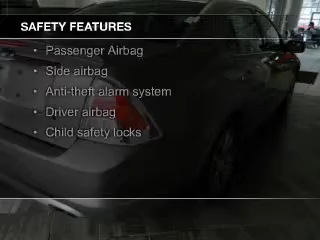 SAFETY FEATURES
• Passenger Airbag
• Side airbag
• Anti-theft alarm system
• Driver airbag
• Child safety locks